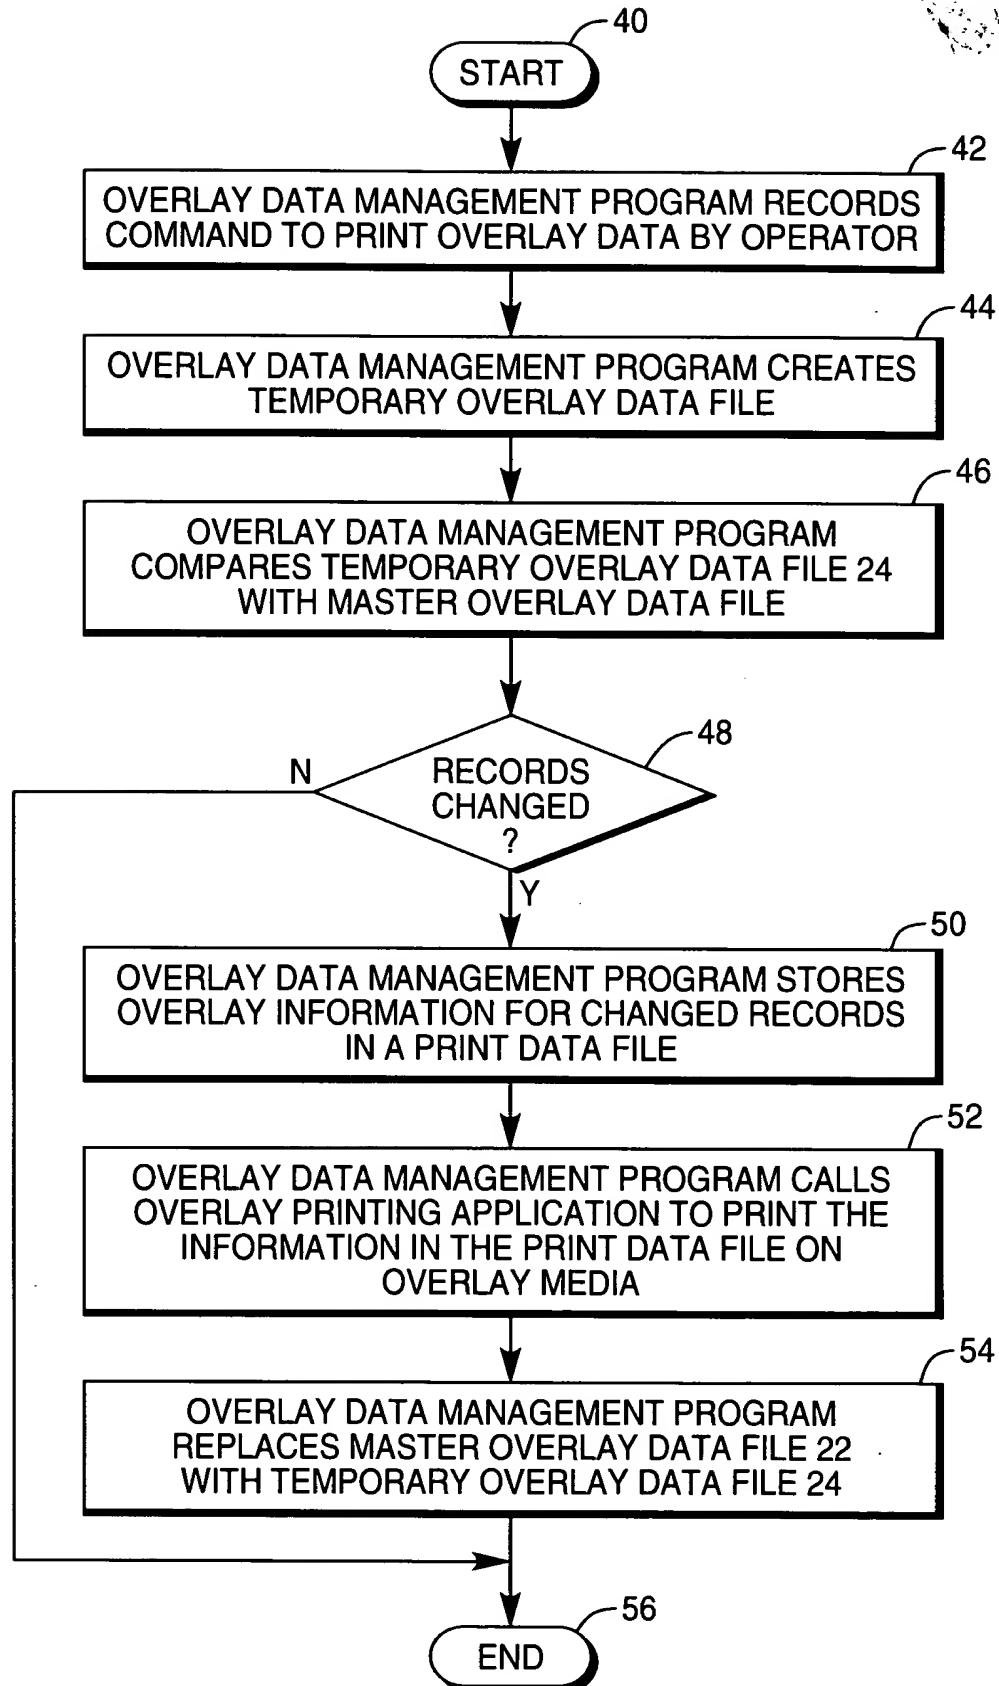 40
START
42
OVERLAY DATA MANAGEMENT PROGRAM RECORDS
COMMAND TO PRINT OVERLAY DATA BY OPERATOR
44
OVERLAY DATA MANAGEMENT PROGRAM CREATES
TEMPORARY OVERLAY DATA FILE
46
OVERLAY DATA MANAGEMENT PROGRAM
COMPARES TEMPORARY OVERLAY DATA FILE 24
WITH MASTER OVERLAY DATA FILE
48
N
RECORDS
CHANGED
?
Y
50
OVERLAY DATA MANAGEMENT PROGRAM STORES
OVERLAY INFORMATION FOR CHANGED RECORDS
IN A PRINT DATA FILE
52
OVERLAY DATA MANAGEMENT PROGRAM CALLS
OVERLAY PRINTING APPLICATION TO PRINT THE
INFORMATION IN THE PRINT DATA FILE ON
OVERLAY MEDIA
54
OVERLAY DATA MANAGEMENT PROGRAM
REPLACES MASTER OVERLAY DATA FILE 22
WITH TEMPORARY OVERLAY DATA FILE 24
56
END